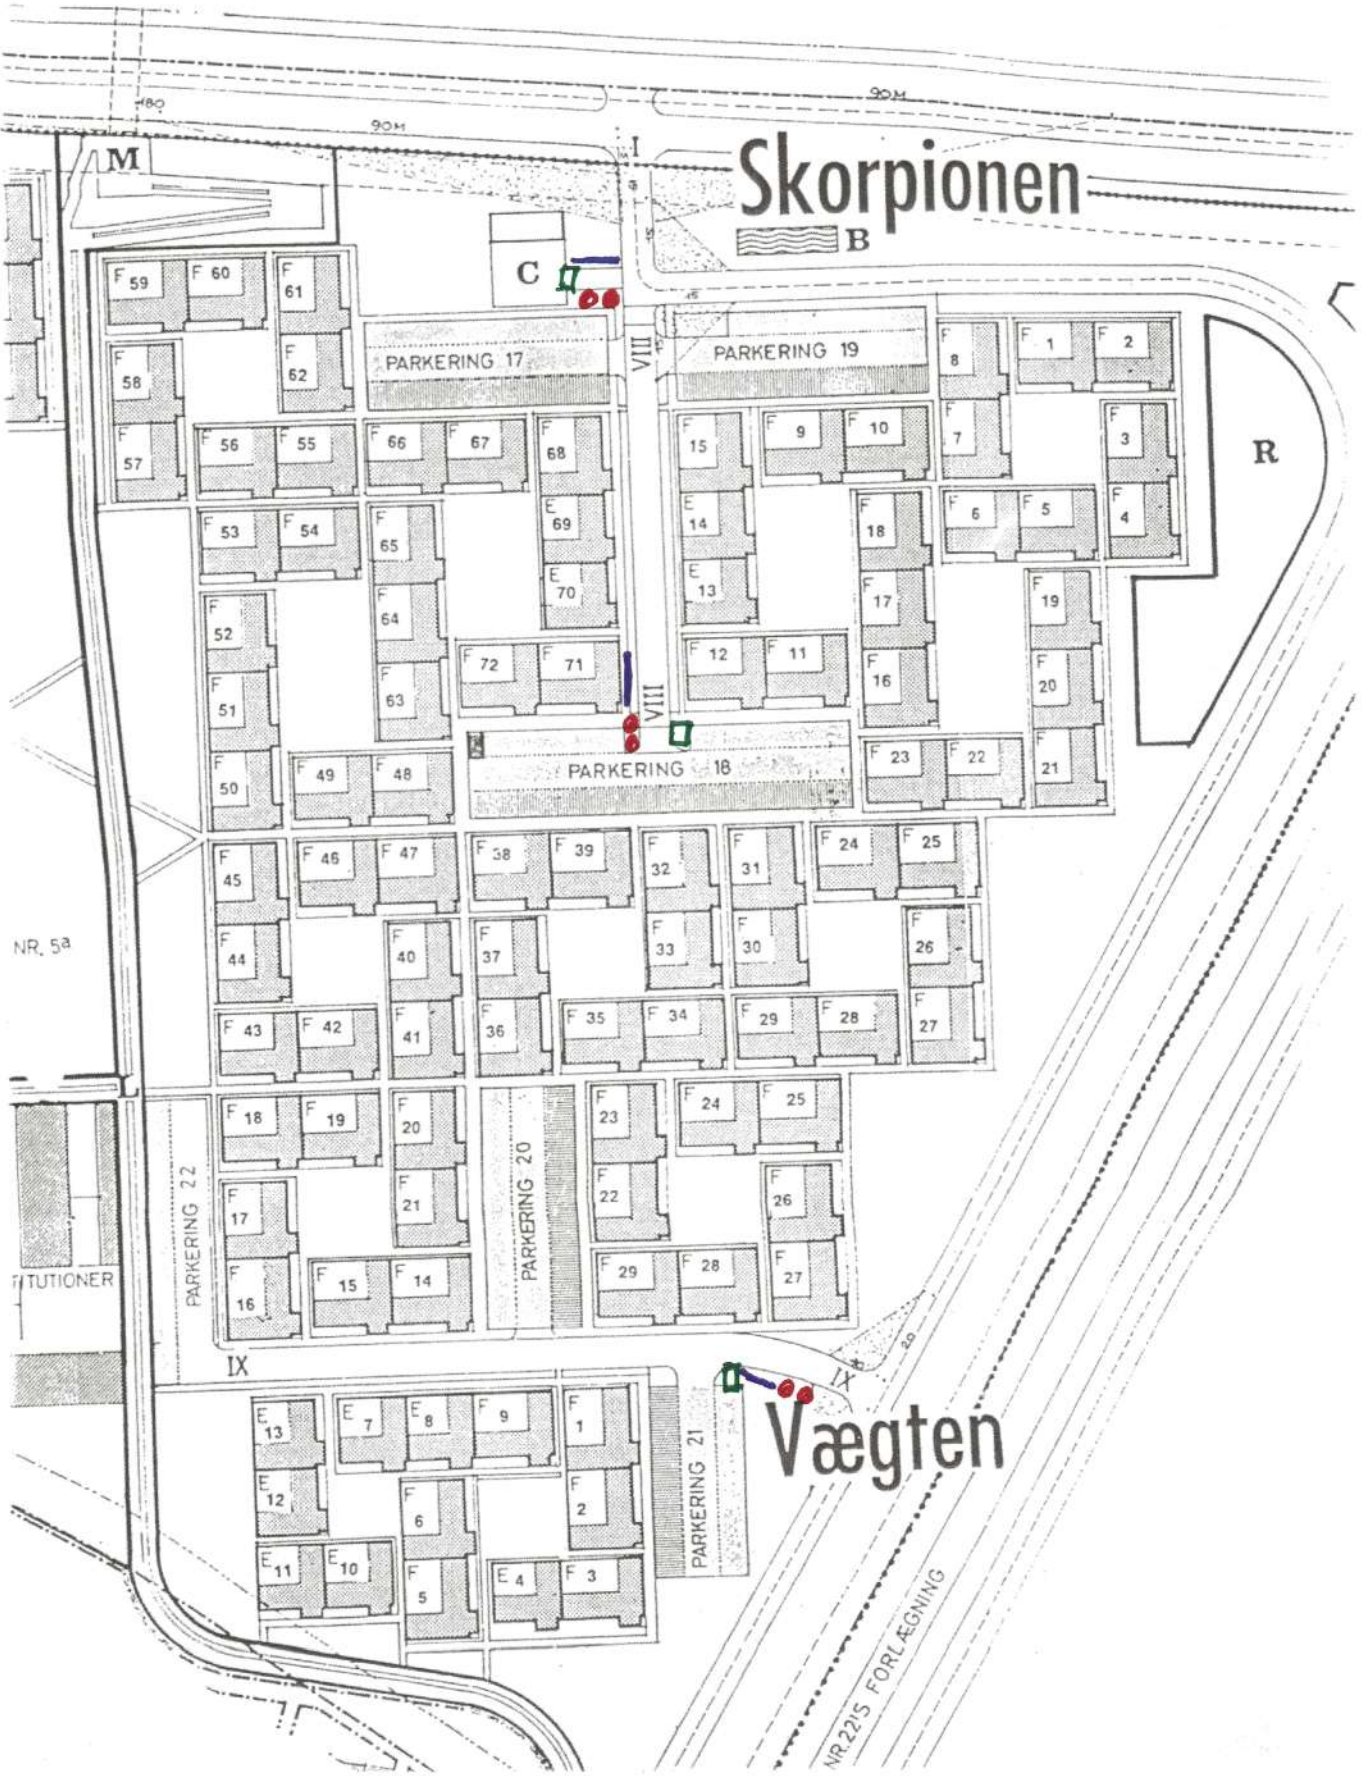 180
90M
90M
M
I
Skorpionen
15
B
C
F 59
F 60
F 61
F 62
PARKERING 17
VIII
15
15
PARKERING 19
F 8
F 1
F 2
F 58
F 57
F 56
F 55
F 66
F 67
F 68
F 15
F 9
F 10
F 7
F 3
R
F 53
F 54
F 65
E 69
E 14
F 18
F 6
F 5
F 4
F 52
F 64
E 70
E 13
F 17
F 19
F 51
F 63
F 72
F 71
VIII
F 12
F 11
F 16
F 20
F 50
F 49
F 48
PARKERING 18
F 23
F 22
F 21
F 45
F 46
F 47
F 38
F 39
F 32
F 31
F 24
F 25
NR. 5a
F 44
F 40
F 37
F 33
F 30
F 26
F 43
F 42
F 41
F 36
F 35
F 34
F 29
F 28
F 27
F 18
F 19
F 20
F 23
F 24
F 25
PARKERING 22
F 17
F 21
PARKERING 20
F 22
F 26
TUTIONER
F 16
F 15
F 14
F 29
F 28
F 27
20
IX
IX
E 13
E 7
E 8
F 9
F 1
PARKERING 21
Vægten
E 12
F 6
F 2
E 11
E 10
F 5
E 4
F 3
NR.22'S FORLÆGNING